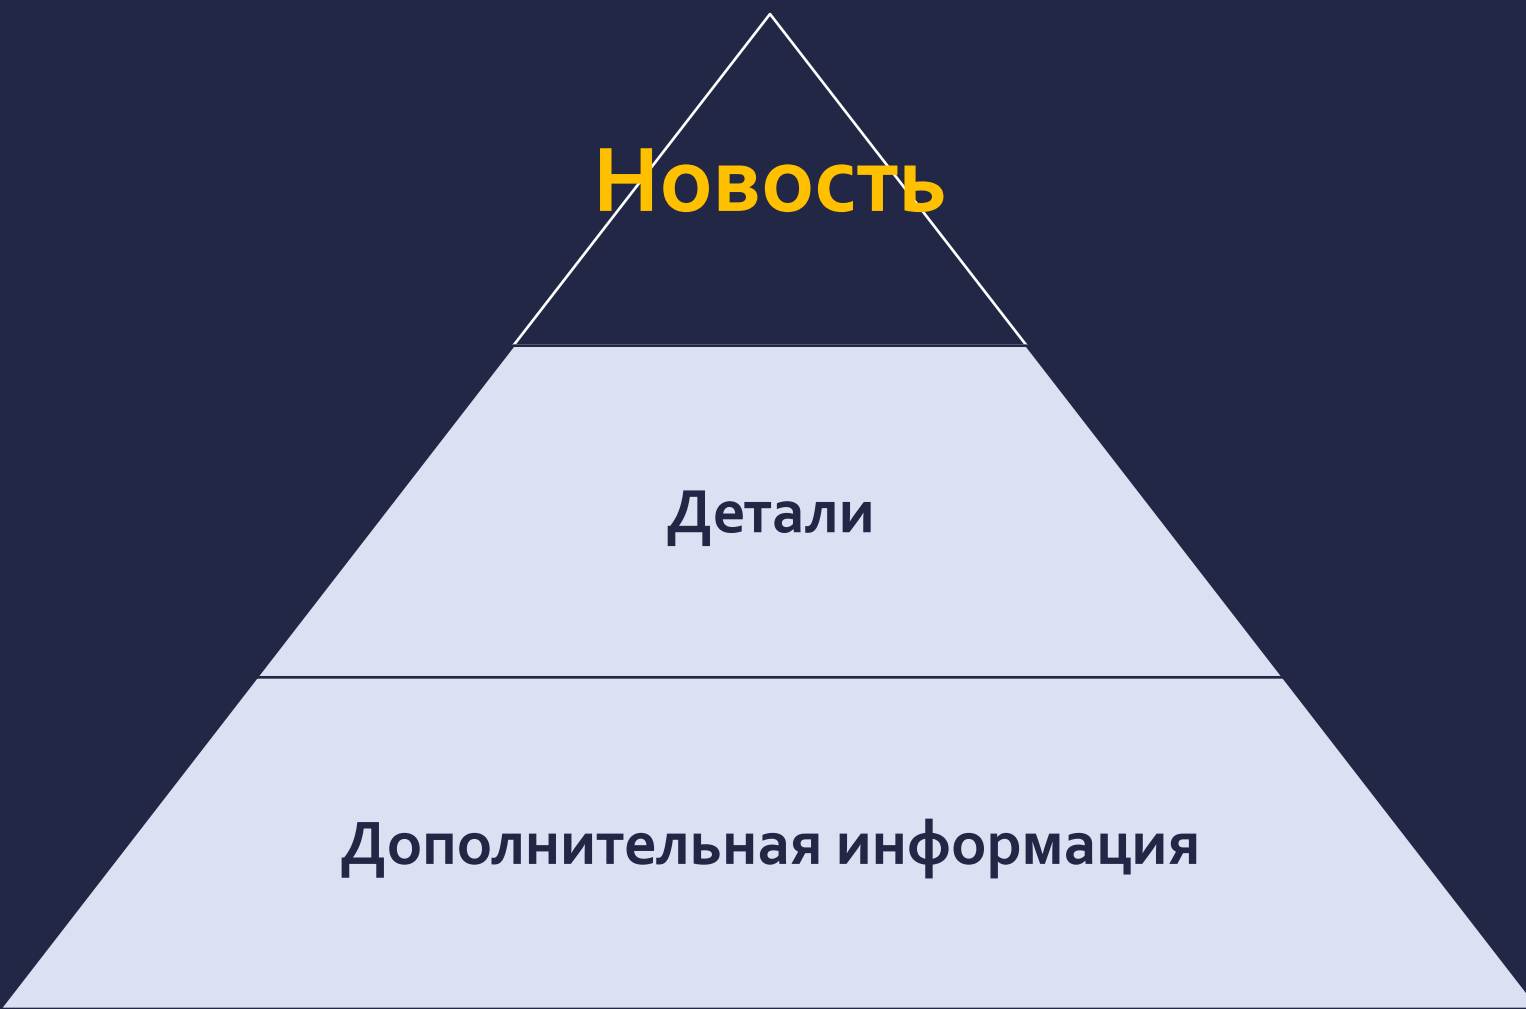 Новость
Детали
Дополнительная информация